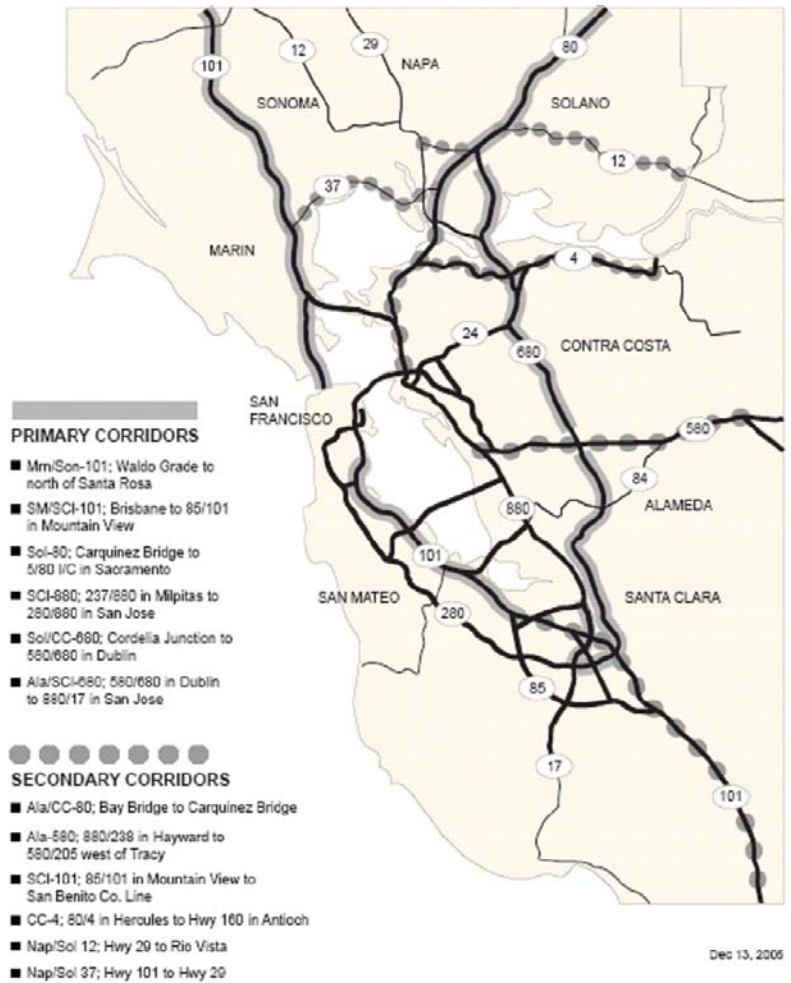 101
12
29
NAPA
80
SONOMA
SOLANO
12
37
MARIN
4
24
680
CONTRA COSTA
SAN
FRANCISCO
580
84
880
ALAMEDA
101
SAN MATEO
SANTA CLARA
280
85
17
101
PRIMARY CORRIDORS
■ Mrn/Son-101; Waldo Grade to
north of Santa Rosa
■ SM/SCl-101; Brisbane to 85/101
in Mountain View
■ Sol-80; Carquinez Bridge to
5/80 I/C in Sacramento
■ SCl-880; 237/880 in Milpitas to
280/880 in San Jose
■ Sol/CC-680; Cordelia Junction to
580/680 in Dublin
■ Ala/SCl-680; 580/680 in Dublin
to 880/17 in San Jose
SECONDARY CORRIDORS
■ Ala/CC-80; Bay Bridge to Carquinez Bridge
■ Ala-580; 880/238 in Hayward to
580/205 west of Tracy
■ SCl-101; 85/101 in Mountain View to
San Benito Co. Line
■ CC-4; 80/4 in Hercules to Hwy 160 in Antioch
■ Nap/Sol 12; Hwy 29 to Rio Vista
■ Nap/Sol 37; Hwy 101 to Hwy 29
Dec 13, 2006